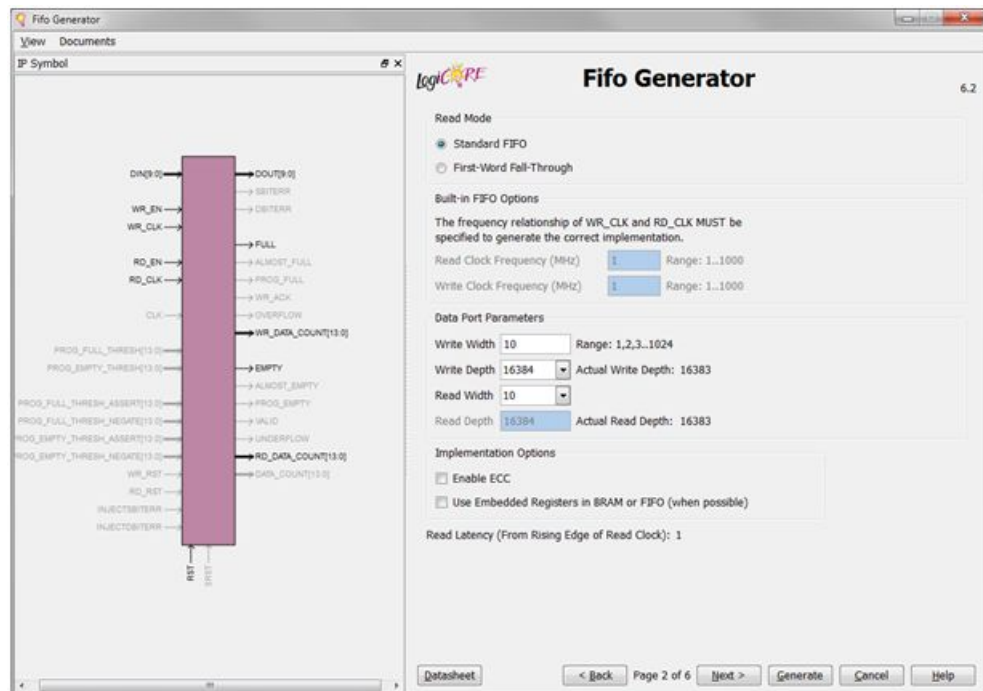 Fifo Generator
View Documents
IP Symbol
DIN[9:0]
WR_EN
WR_CLK
RD_EN
RD_CLK
CLK
PROG_FULL_THRESH[13:0]
PROG_EMPTY_THRESH[13:0]
PROG_FULL_THRESH_ASSERT[13:0]
PROG_FULL_THRESH_NEGATE[13:0]
PROG_EMPTY_THRESH_ASSERT[13:0]
PROG_EMPTY_THRESH_NEGATE[13:0]
WR_RST
RD_RST
INJECTSBITERR
INJECTDBITERR
RST
SRST
DOUT[9:0]
SBITERR
DBITERR
FULL
ALMOST_FULL
PROG_FULL
WR_ACK
OVERFLOW
WR_DATA_COUNT[13:0]
EMPTY
ALMOST_EMPTY
PROG_EMPTY
VALID
UNDERFLOW
RD_DATA_COUNT[13:0]
DATA_COUNT[13:0]
LogiCORE
Fifo Generator
6.2
Read Mode
Standard FIFO
First-Word Fall-Through
Built-in FIFO Options
The frequency relationship of WR_CLK and RD_CLK MUST be
specified to generate the correct implementation.
Read Clock Frequency (MHz) 1 Range: 1..1000
Write Clock Frequency (MHz) 1 Range: 1..1000
Data Port Parameters
Write Width 10 Range: 1,2,3..1024
Write Depth 16384 Actual Write Depth: 16383
Read Width 10
Read Depth 16384 Actual Read Depth: 16383
Implementation Options
Enable ECC
Use Embedded Registers in BRAM or FIFO (when possible)
Read Latency (From Rising Edge of Read Clock): 1
Datasheet < Back Page 2 of 6 Next > Generate Cancel Help